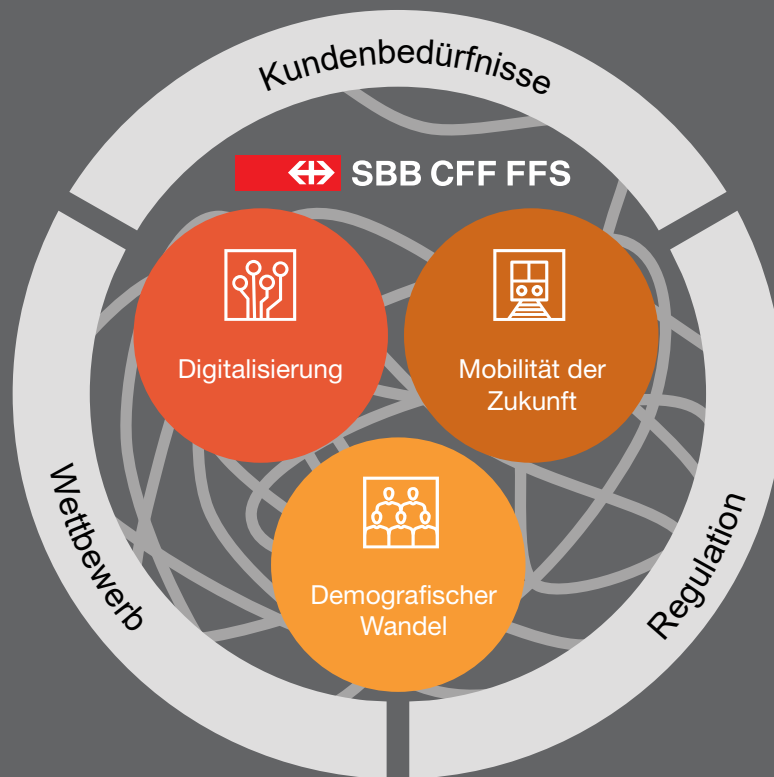 Kundenbedürfnisse
SBB CFF FFS
Digitalisierung
Mobilität der
Zukunft
Wettbewerb
Demografischer
Wandel
Regulation